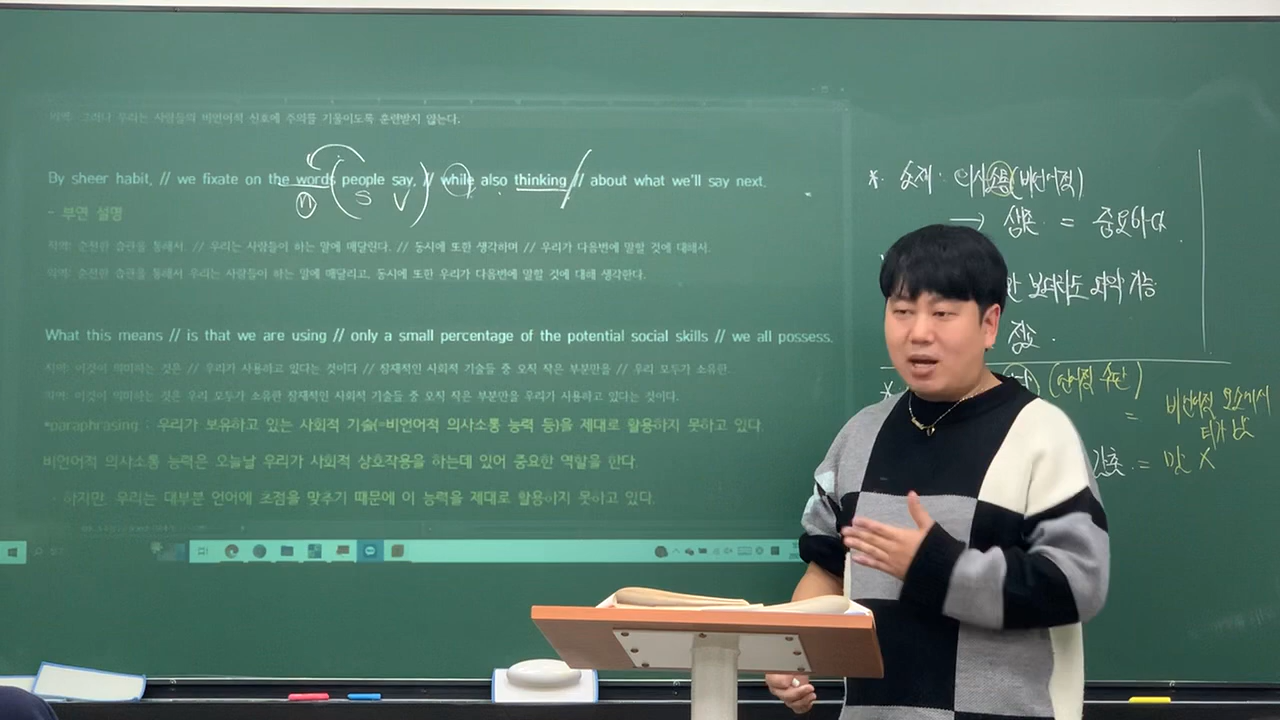 의역: 그러나 우리는 사람들의 비언어적 신호에 주의를 기울이도록 훈련받지 않는다.
By sheer habit, // we fixate on the words people say, // while also thinking // about what we'll say next.
n S V
- 부연 설명
직역: 순전한 습관을 통해서, // 우리는 사람들이 하는 말에 매달린다. // 동시에 또한 생각하며 // 우리가 다음번에 말할 것에 대해서.
의역: 순전한 습관을 통해서 우리는 사람들이 하는 말에 매달리고, 동시에 또한 우리가 다음번에 말할 것에 대해 생각한다.
What this means // is that we are using // only a small percentage of the potential social skills // we all possess.
직역: 이것이 의미하는 것은 // 우리가 사용하고 있다는 것이다 // 잠재적인 사회적 기술들 중 오직 작은 부분만을 // 우리 모두가 소유한.
의역: 이것이 의미하는 것은 우리 모두가 소유한 잠재적인 사회적 기술들 중 오직 작은 부분만을 우리가 사용하고 있다는 것이다.
*paraphrasing : 우리가 보유하고 있는 사회적 기술(=비언어적 의사소통 능력 등)을 제대로 활용하지 못하고 있다.
비언어적 의사소통 능력은 오늘날 우리가 사회적 상호작용을 하는데 있어 중요한 역할을 한다.
- 하지만, 우리는 대부분 언어에 초점을 맞추기 때문에 이 능력을 제대로 활용하지 못하고 있다.
* 소재: 의사소통(비언어적)
→ 생존 = 중요하다.
보더라도 파악 가능
(언어적 수단)
= 비언어적 요소에서
티가 남
= 말 X